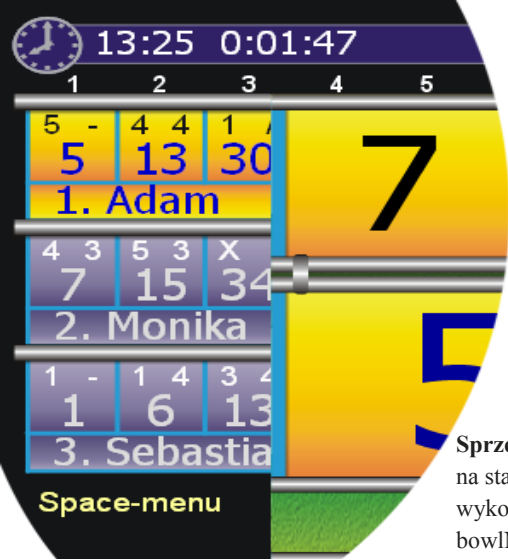 13:25 0:01:47
1 2 3 4 5
5 - 4 4 1
5 13 30
1. Adam
7
4 3 5 3 X
7 15 34
2. Monika
1 - 1 4 3
1 6 13
3. Sebastia
5
Space-menu
na